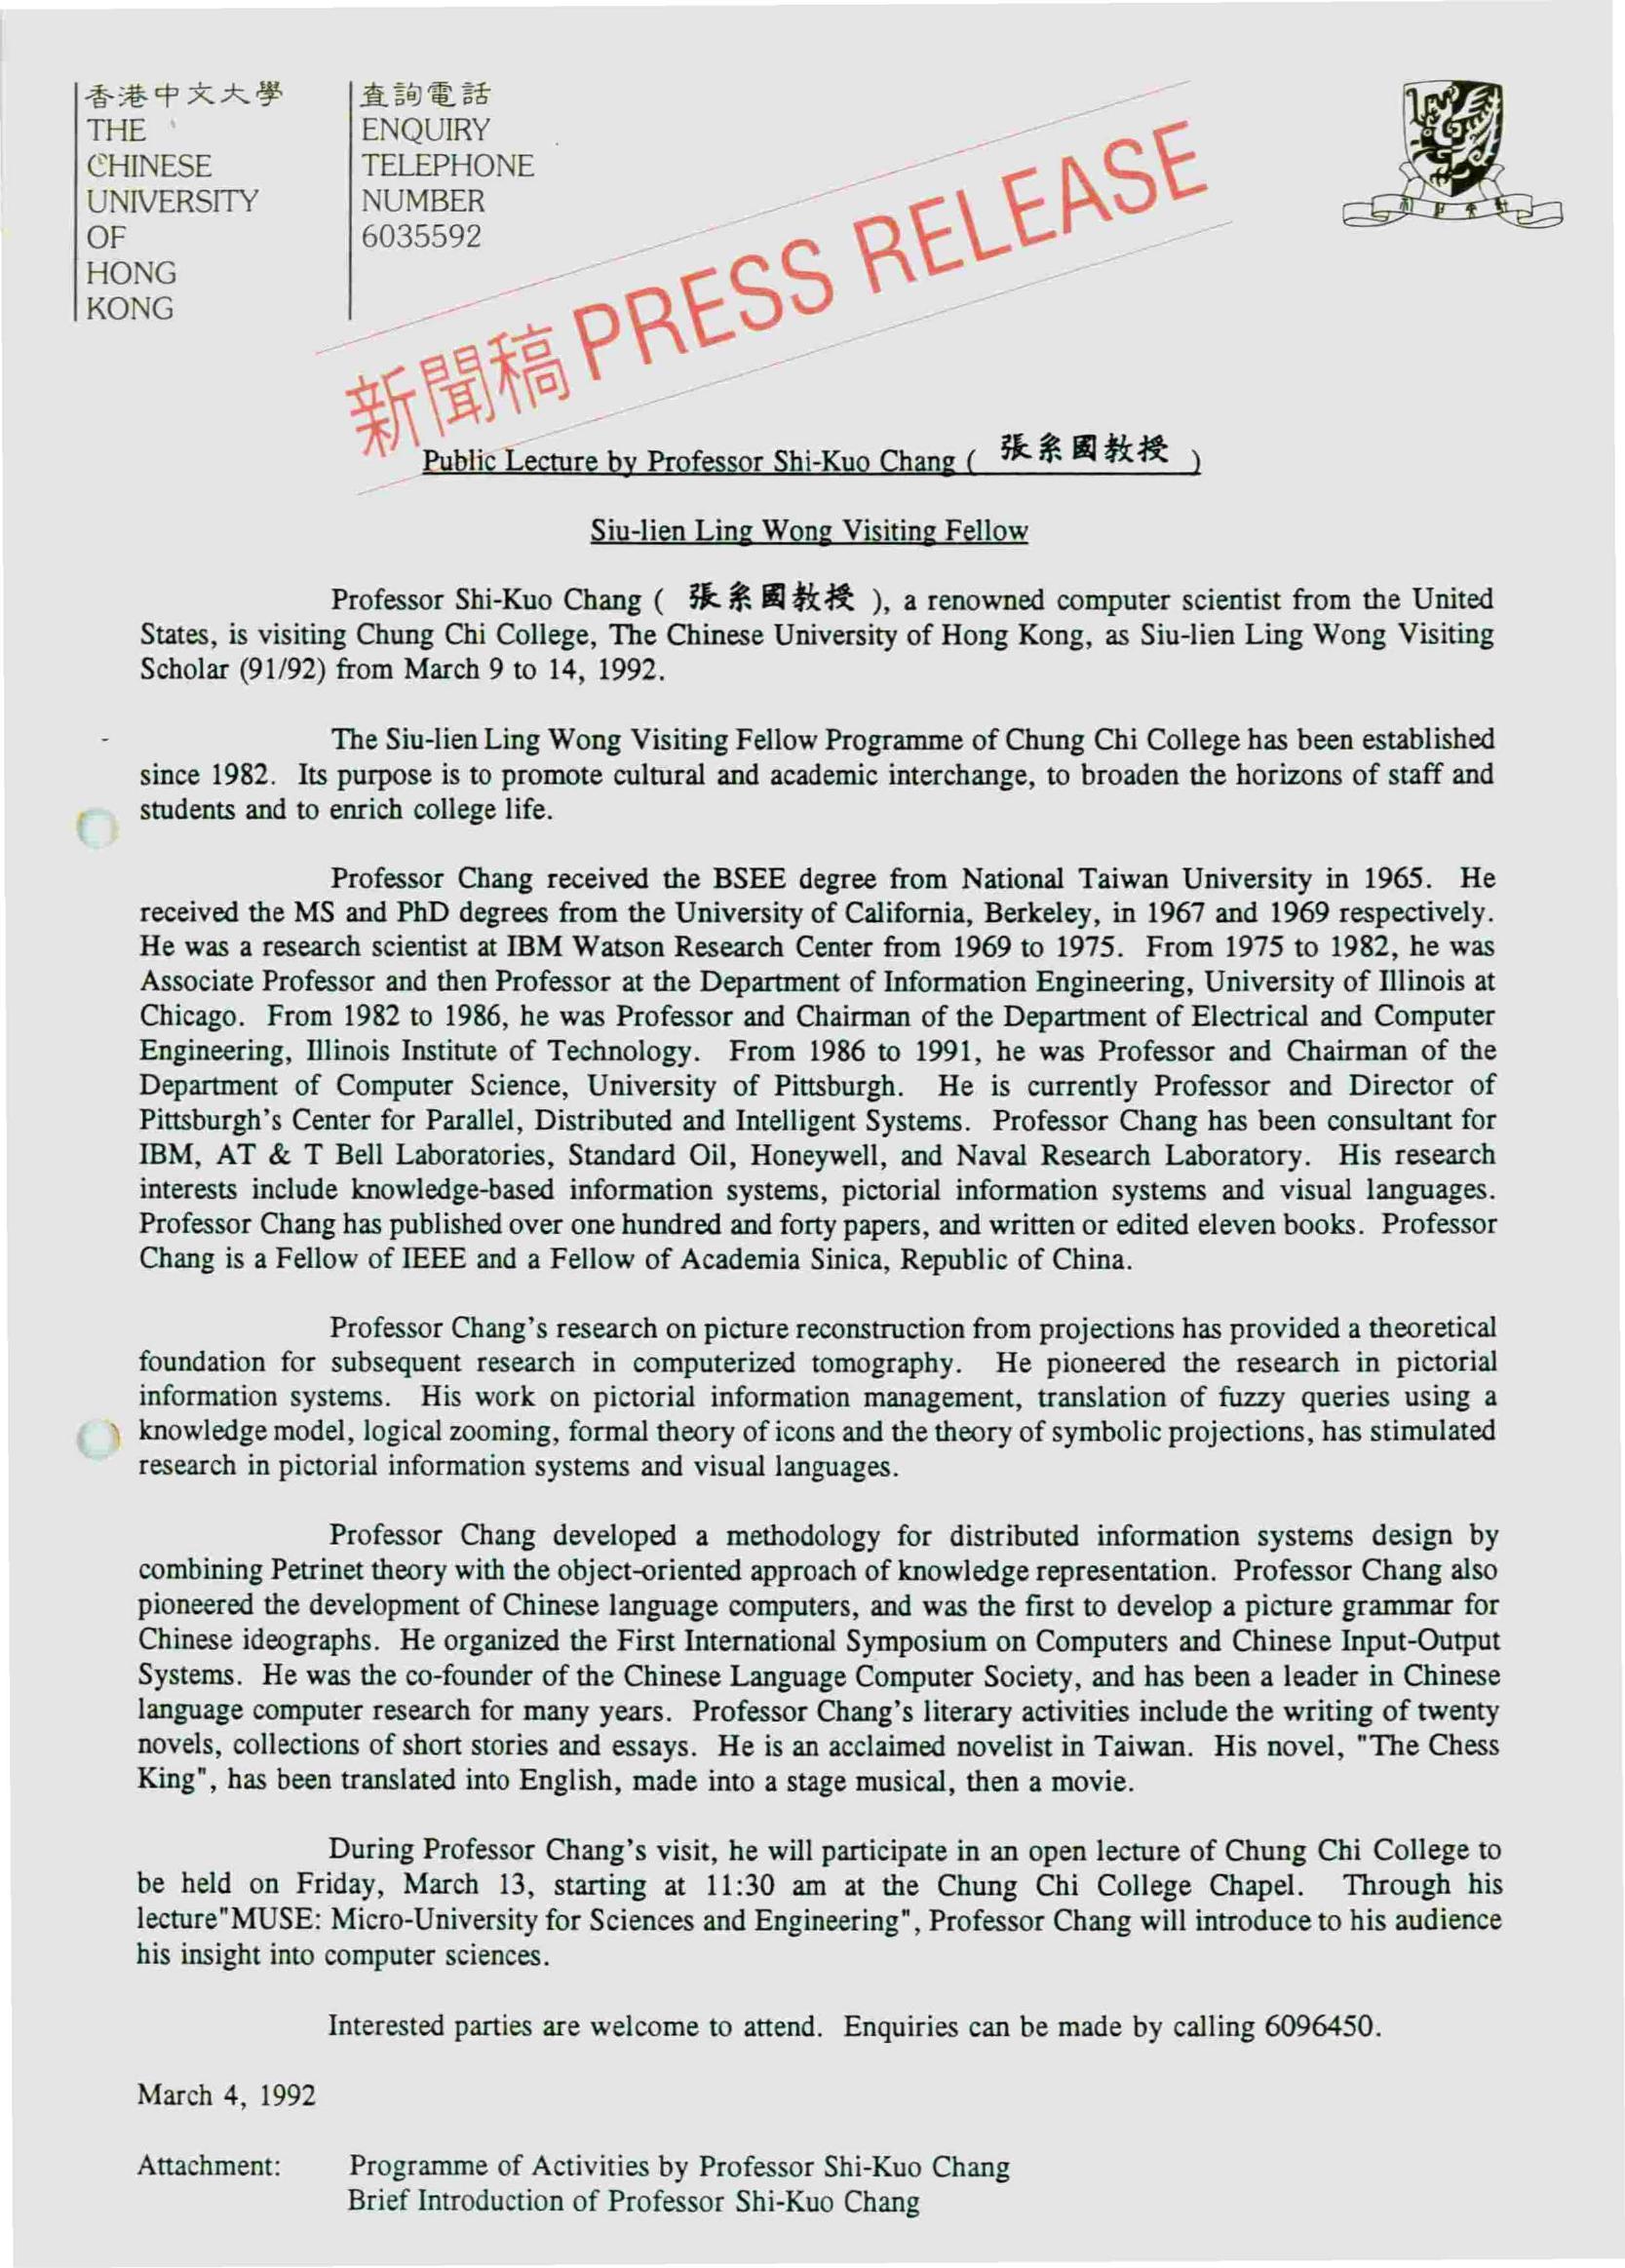 香港中文大學
THE
CHINESE
UNIVERSITY
OF
HONG
KONG
查詢電話
ENQUIRY
TELEPHONE
NUMBER
6035592
新聞稿 PRESS RELEASE
Public Lecture by Professor Shi-Kuo Chang ( 張系國教授 )
Siu-lien Ling Wong Visiting Fellow
Professor Shi-Kuo Chang ( 張系國教授 ), a renowned computer scientist from the United
States, is visiting Chung Chi College, The Chinese University of Hong Kong, as Siu-lien Ling Wong Visiting
Scholar (91/92) from March 9 to 14, 1992.
The Siu-lien Ling Wong Visiting Fellow Programme of Chung Chi College has been established
since 1982. Its purpose is to promote cultural and academic interchange, to broaden the horizons of staff and
students and to enrich college life.
Professor Chang received the BSEE degree from National Taiwan University in 1965. He
received the MS and PhD degrees from the University of California, Berkeley, in 1967 and 1969 respectively.
He was a research scientist at IBM Watson Research Center from 1969 to 1975. From 1975 to 1982, he was
Associate Professor and then Professor at the Department of Information Engineering, University of Illinois at
Chicago. From 1982 to 1986, he was Professor and Chairman of the Department of Electrical and Computer
Engineering, Illinois Institute of Technology. From 1986 to 1991, he was Professor and Chairman of the
Department of Computer Science, University of Pittsburgh. He is currently Professor and Director of
Pittsburgh's Center for Parallel, Distributed and Intelligent Systems. Professor Chang has been consultant for
IBM, AT & T Bell Laboratories, Standard Oil, Honeywell, and Naval Research Laboratory. His research
interests include knowledge-based information systems, pictorial information systems and visual languages.
Professor Chang has published over one hundred and forty papers, and written or edited eleven books. Professor
Chang is a Fellow of IEEE and a Fellow of Academia Sinica, Republic of China.
Professor Chang's research on picture reconstruction from projections has provided a theoretical
foundation for subsequent research in computerized tomography. He pioneered the research in pictorial
information systems. His work on pictorial information management, translation of fuzzy queries using a
knowledge model, logical zooming, formal theory of icons and the theory of symbolic projections, has stimulated
research in pictorial information systems and visual languages.
Professor Chang developed a methodology for distributed information systems design by
combining Petrinet theory with the object-oriented approach of knowledge representation. Professor Chang also
pioneered the development of Chinese language computers, and was the first to develop a picture grammar for
Chinese ideographs. He organized the First International Symposium on Computers and Chinese Input-Output
Systems. He was the co-founder of the Chinese Language Computer Society, and has been a leader in Chinese
language computer research for many years. Professor Chang's literary activities include the writing of twenty
novels, collections of short stories and essays. He is an acclaimed novelist in Taiwan. His novel, "The Chess
King", has been translated into English, made into a stage musical, then a movie.
During Professor Chang's visit, he will participate in an open lecture of Chung Chi College to
be held on Friday, March 13, starting at 11:30 am at the Chung Chi College Chapel. Through his
lecture"MUSE: Micro-University for Sciences and Engineering", Professor Chang will introduce to his audience
his insight into computer sciences.
Interested parties are welcome to attend. Enquiries can be made by calling 6096450.
March 4, 1992
Attachment: Programme of Activities by Professor Shi-Kuo Chang
Brief Introduction of Professor Shi-Kuo Chang